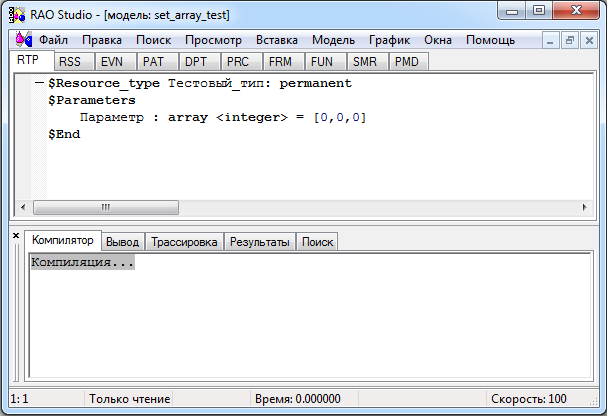 RAO Studio - [модель: set_array_test]
Файл Правка Поиск Просмотр Вставка Модель График Окна Помощь
RTP RSS EVN PAT DPT PRC FRM FUN SMR PMD
$Resource_type Тестовый_тип: permanent
$Parameters
Параметр : array <integer> = [0,0,0]
$End
Компилятор Вывод Трассировка Результаты Поиск
Компиляция...
1: 1 Только чтение Время: 0.000000 Скорость: 100